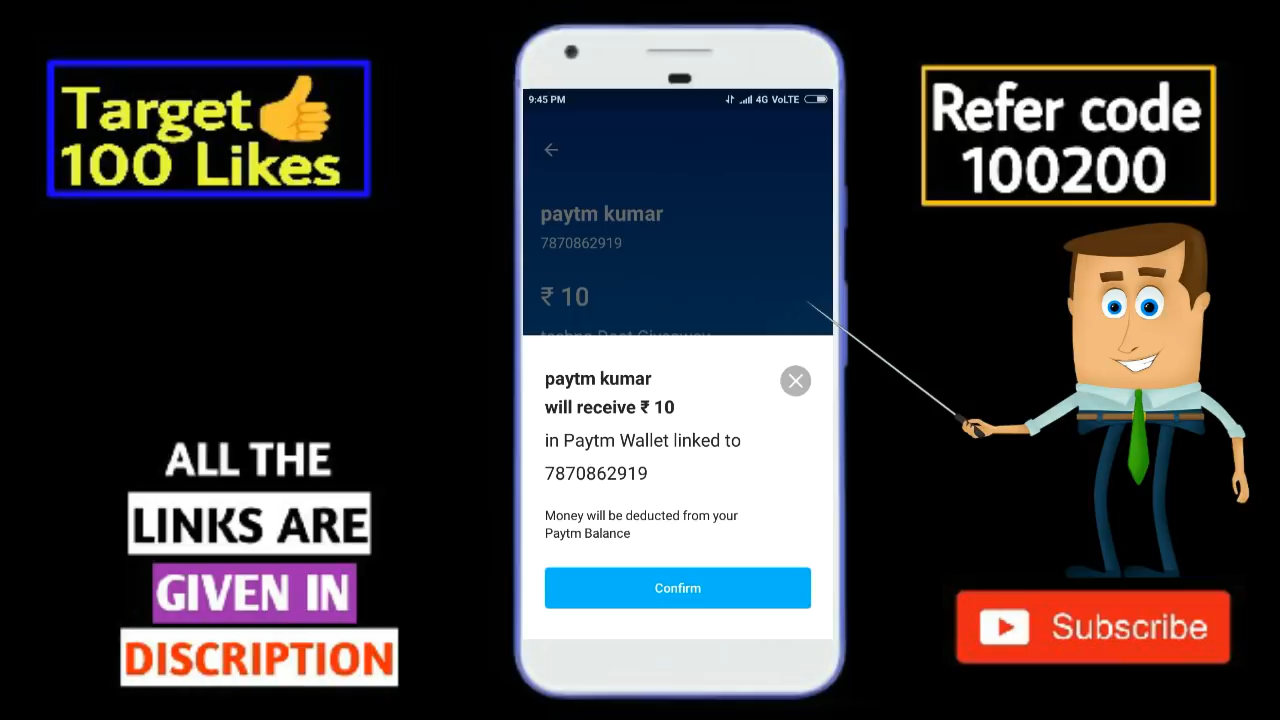 Target👍
100 Likes
ALL THE
LINKS ARE
GIVEN IN
DISCRIPTION
9:45 PM
4G VoLTE
paytm kumar
7870862919
₹ 10
paytm kumar
will receive ₹ 10
in Paytm Wallet linked to
7870862919
Money will be deducted from your
Paytm Balance
Confirm
Refer code
100200
Subscribe